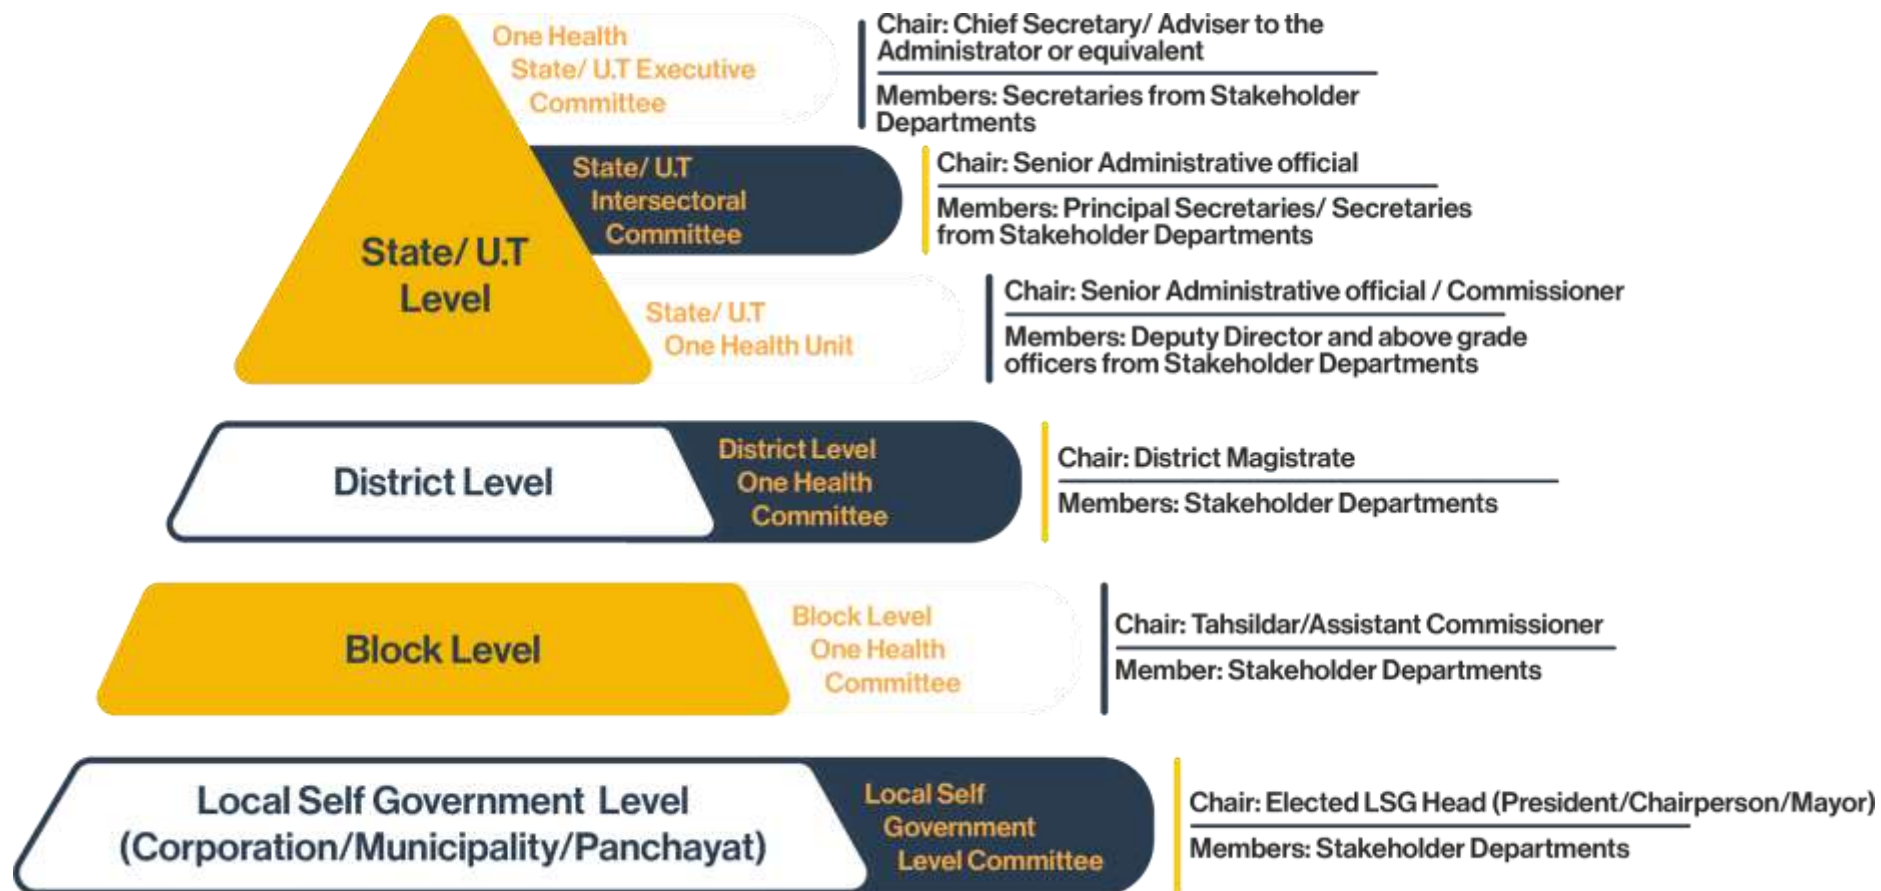 One Health
State/ U.T Executive
Committee
Chair: Chief Secretary/ Adviser to the
Administrator or equivalent
Members: Secretaries from Stakeholder
Departments
State/ U.T
Level
State/ U.T
Intersectoral
Committee
Chair: Senior Administrative official
Members: Principal Secretaries/ Secretaries
from Stakeholder Departments
State/ U.T
One Health Unit
Chair: Senior Administrative official / Commissioner
Members: Deputy Director and above grade
officers from Stakeholder Departments
District Level
District Level
One Health
Committee
Chair: District Magistrate
Members: Stakeholder Departments
Block Level
Block Level
One Health
Committee
Chair: Tahsildar/Assistant Commissioner
Member: Stakeholder Departments
Local Self Government Level
(Corporation/Municipality/Panchayat)
Local Self
Government
Level Committee
Chair: Elected LSG Head (President/Chairperson/Mayor)
Members: Stakeholder Departments